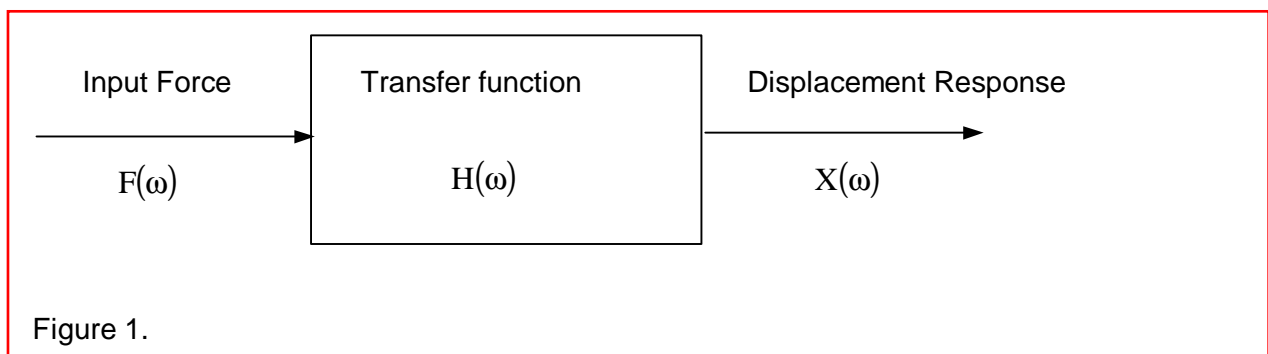 Input Force Transfer function Displacement Response
F(ω) H(ω) X(ω)
Figure 1.